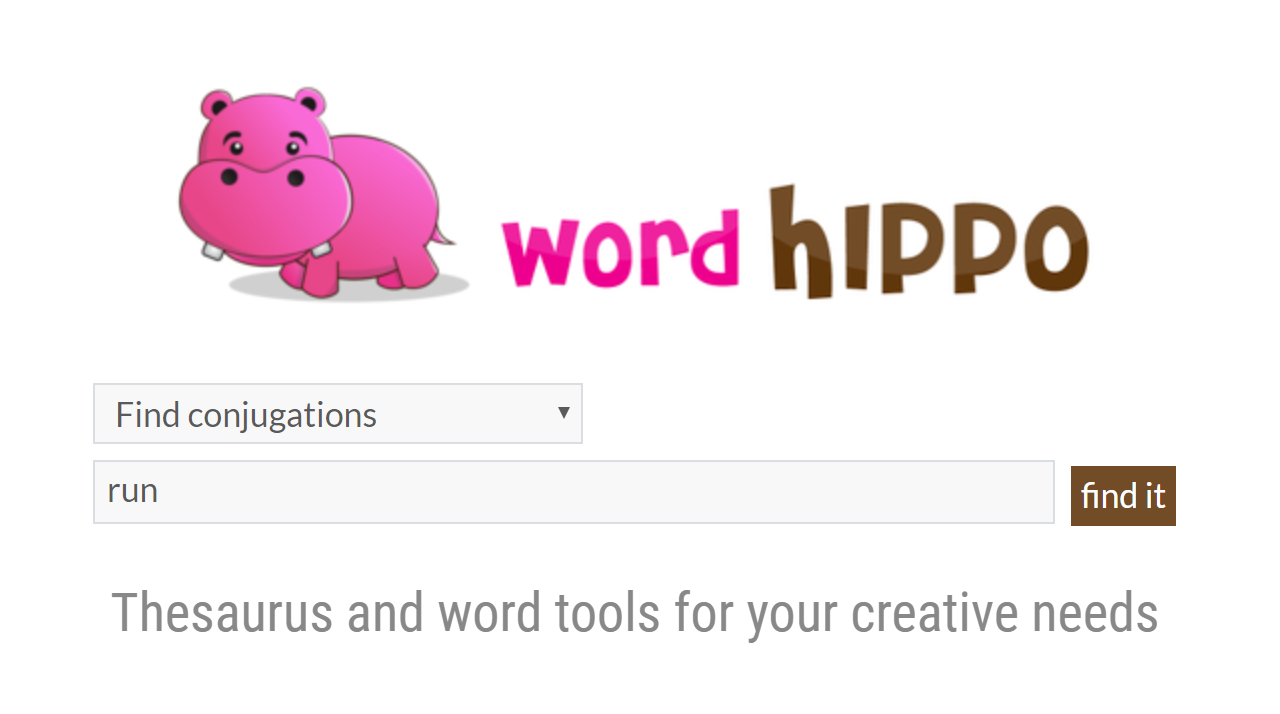 word hippo
Find conjugations
run
find it
Thesaurus and word tools for your creative needs